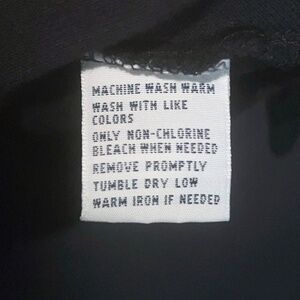 MACHINE WASH WARM
WASH WITH LIKE
COLORS
ONLY NON-CHLORINE
BLEACH WHEN NEEDED
REMOVE PROMPTLY
TUMBLE DRY LOW
WARM IRON IF NEEDED